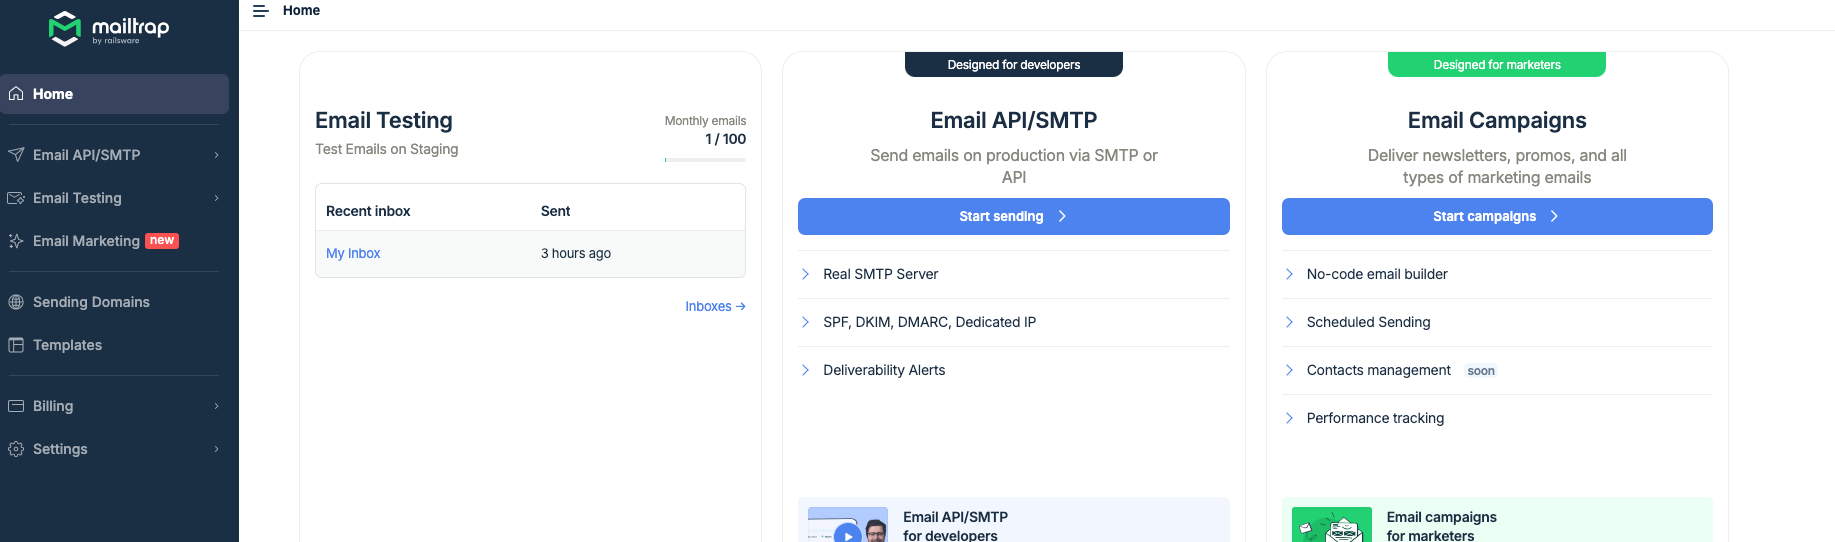 mailtrap
by railsware
Home
Email API/SMTP
Email Testing
Email Marketing new
Sending Domains
Templates
Billing
Settings
Home
Email Testing
Test Emails on Staging
Monthly emails
1 / 100
Recent inbox Sent
My Inbox 3 hours ago
Inboxes →
Designed for developers
Email API/SMTP
Send emails on production via SMTP or
API
Start sending
Real SMTP Server
SPF, DKIM, DMARC, Dedicated IP
Deliverability Alerts
Email API/SMTP
for developers
Designed for marketers
Email Campaigns
Deliver newsletters, promos, and all
types of marketing emails
Start campaigns
No-code email builder
Scheduled Sending
Contacts management soon
Performance tracking
Email campaigns
for marketers